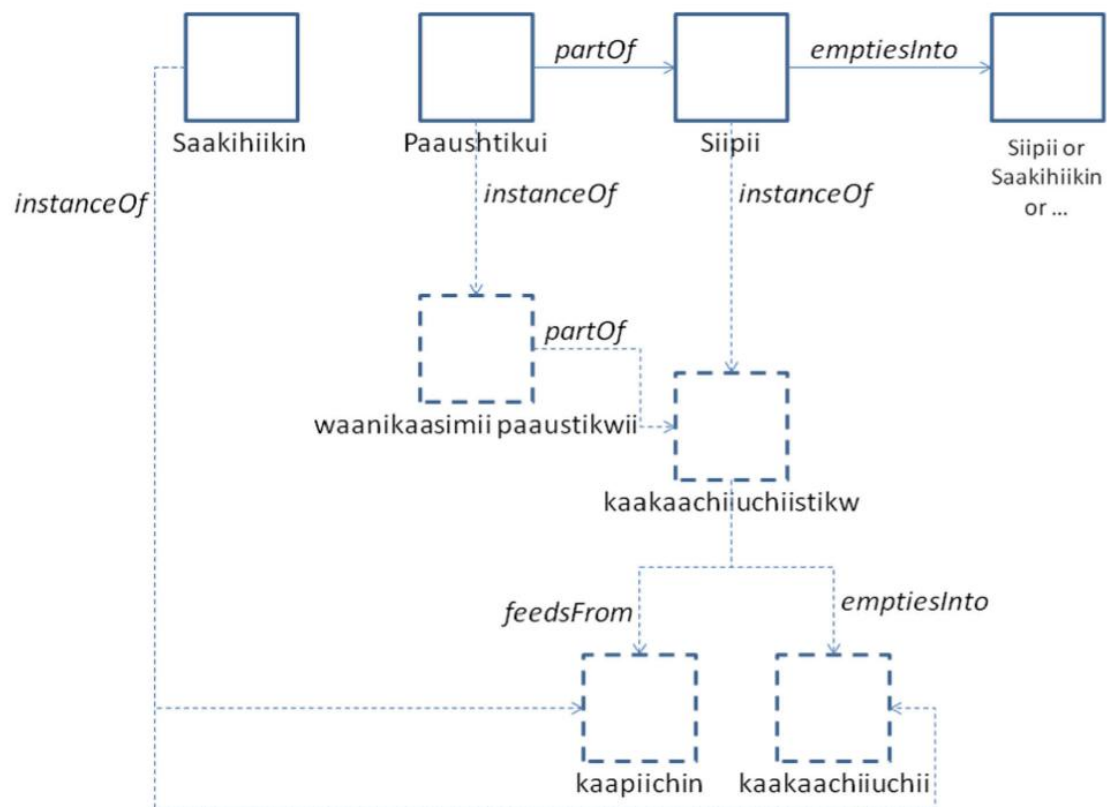 partOf
emptiesInto
Saakihiikin
Paaushtikui
Siipii
Siipii or
Saakihiikin
or ...
instanceOf
instanceOf
instanceOf
partOf
waanikaasimii paaustikwii
kaakaachiiuchiistikw
feedsFrom
emptiesInto
kaapiichin
kaakaachiiuchii